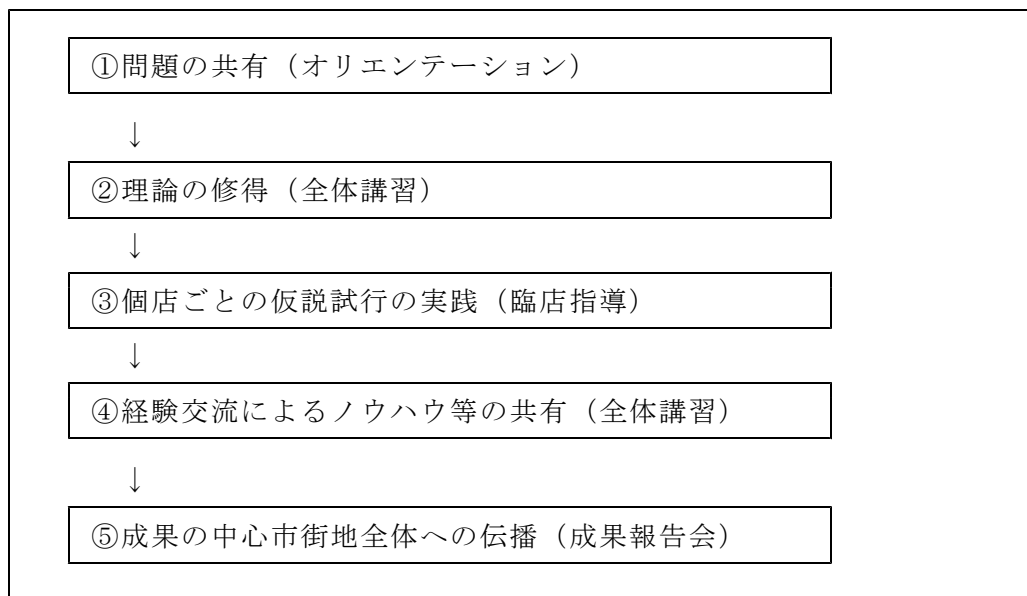 ①問題の共有（オリエンテーション）
↓
②理論の修得（全体講習）
↓
③個店ごとの仮説試行の実践（臨店指導）
↓
④経験交流によるノウハウ等の共有（全体講習）
↓
⑤成果の中心市街地全体への伝播（成果報告会）